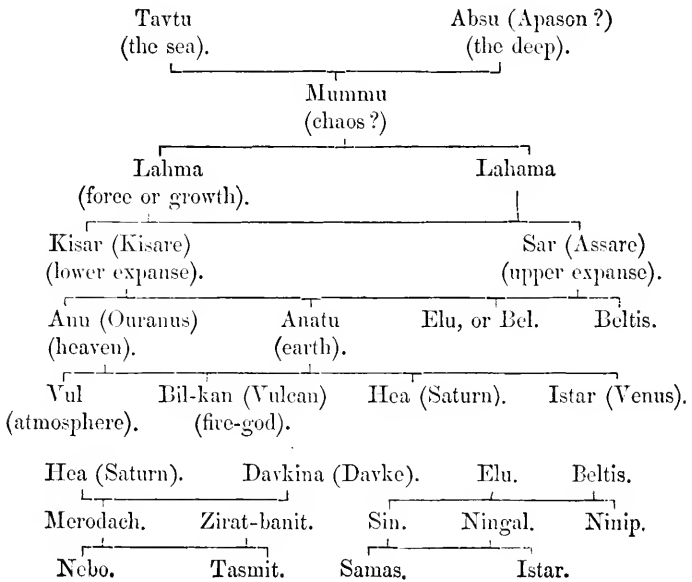 Tavtu Absu (Apason ?)
(the sea). (the deep).
Mummu
(chaos ?)
Lahma Lahama
(force or growth).
Kisar (Kisare) Sar (Assare)
(lower expanse). (upper expanse).
Anu (Ouranus) Anatu Elu, or Bel. Beltis.
(heaven). (earth).
Vul Bil-kan (Vulcan) Hea (Saturn). Istar (Venus).
(atmosphere). (fire-god).
Hea (Saturn). Davkina (Davke). Elu. Beltis.
Merodach. Zirat-banit. Sin. Ningal. Ninip.
Nebo. Tasmit. Samas. Istar.